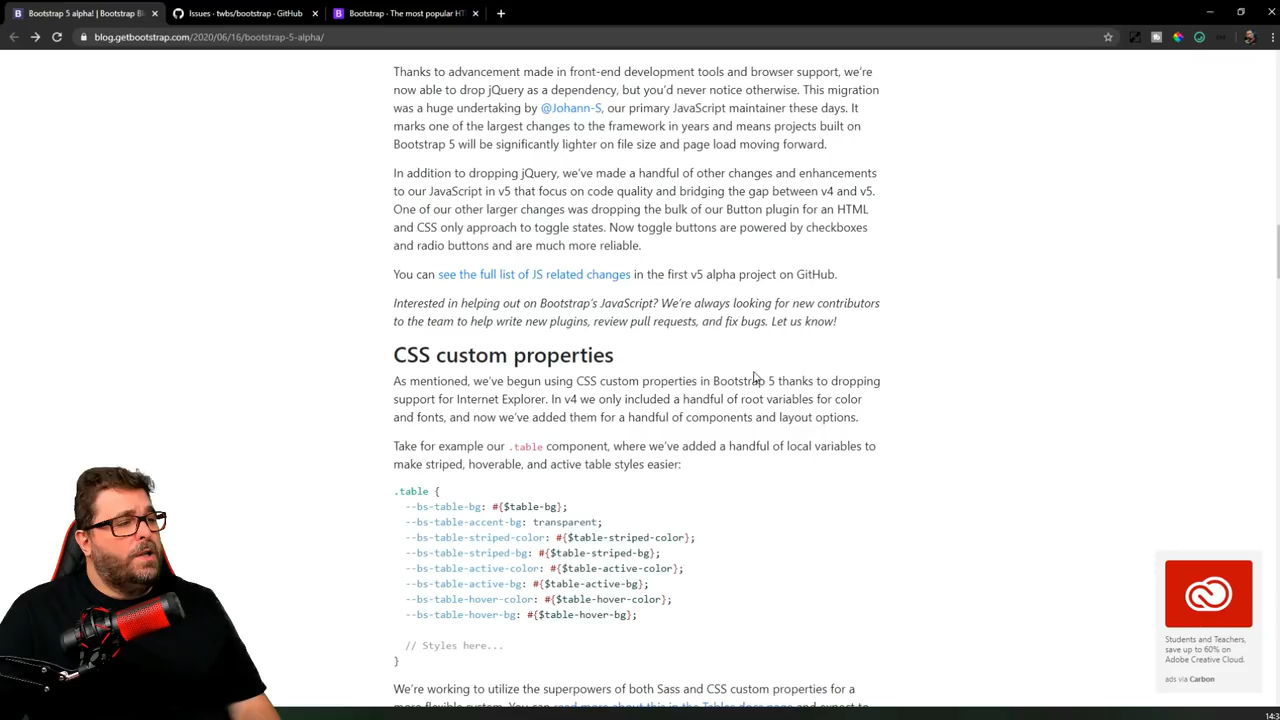 Bootstrap 5 alpha! | Bootstrap Bl
Issues · twbs/bootstrap · GitHub
Bootstrap · The most popular HT
blog.getbootstrap.com/2020/06/16/bootstrap-5-alpha/
Thanks to advancement made in front-end development tools and browser support, we're
now able to drop jQuery as a dependency, but you'd never notice otherwise. This migration
was a huge undertaking by @Johann-S, our primary JavaScript maintainer these days. It
marks one of the largest changes to the framework in years and means projects built on
Bootstrap 5 will be significantly lighter on file size and page load moving forward.
In addition to dropping jQuery, we've made a handful of other changes and enhancements
to our JavaScript in v5 that focus on code quality and bridging the gap between v4 and v5.
One of our other larger changes was dropping the bulk of our Button plugin for an HTML
and CSS only approach to toggle states. Now toggle buttons are powered by checkboxes
and radio buttons and are much more reliable.
You can see the full list of JS related changes in the first v5 alpha project on GitHub.
Interested in helping out on Bootstrap's JavaScript? We're always looking for new contributors
to the team to help write new plugins, review pull requests, and fix bugs. Let us know!
CSS custom properties
As mentioned, we've begun using CSS custom properties in Bootstrap 5 thanks to dropping
support for Internet Explorer. In v4 we only included a handful of root variables for color
and fonts, and now we've added them for a handful of components and layout options.
Take for example our .table component, where we've added a handful of local variables to
make striped, hoverable, and active table styles easier:
.table {
--bs-table-bg: #{$table-bg};
--bs-table-accent-bg: transparent;
--bs-table-striped-color: #{$table-striped-color};
--bs-table-striped-bg: #{$table-striped-bg};
--bs-table-active-color: #{$table-active-color};
--bs-table-active-bg: #{$table-active-bg};
--bs-table-hover-color: #{$table-hover-color};
--bs-table-hover-bg: #{$table-hover-bg};
// Styles here...
}
We're working to utilize the superpowers of both Sass and CSS custom properties for a
more flexible system. You can read more about this in the Tables docs page and expect to
Students and Teachers,
save up to 60% on
Adobe Creative Cloud.
ads via Carbon